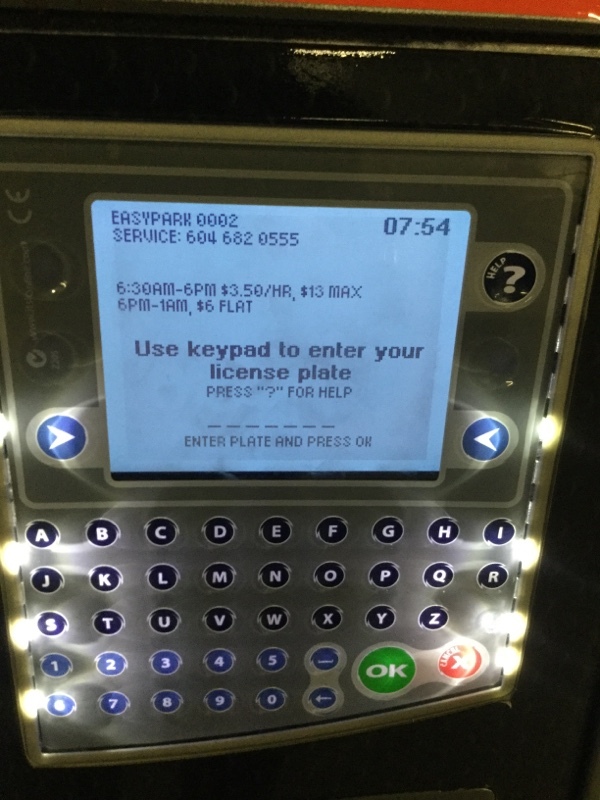 EASYPARK 0002
07:54
SERVICE: 604 682 0555
HELP ?
6:30AM-6PM $3.50/HR, $13 MAX
6PM-1AM, $6 FLAT
Use keypad to enter your
license plate
PRESS "?" FOR HELP
_ _ _ _ _ _ _
ENTER PLATE AND PRESS OK
A B C D E F G H I
J K L M N O P Q R
S T U V W X Y Z
1 2 3 4 5
OK
6 7 8 9 0 ←
CE